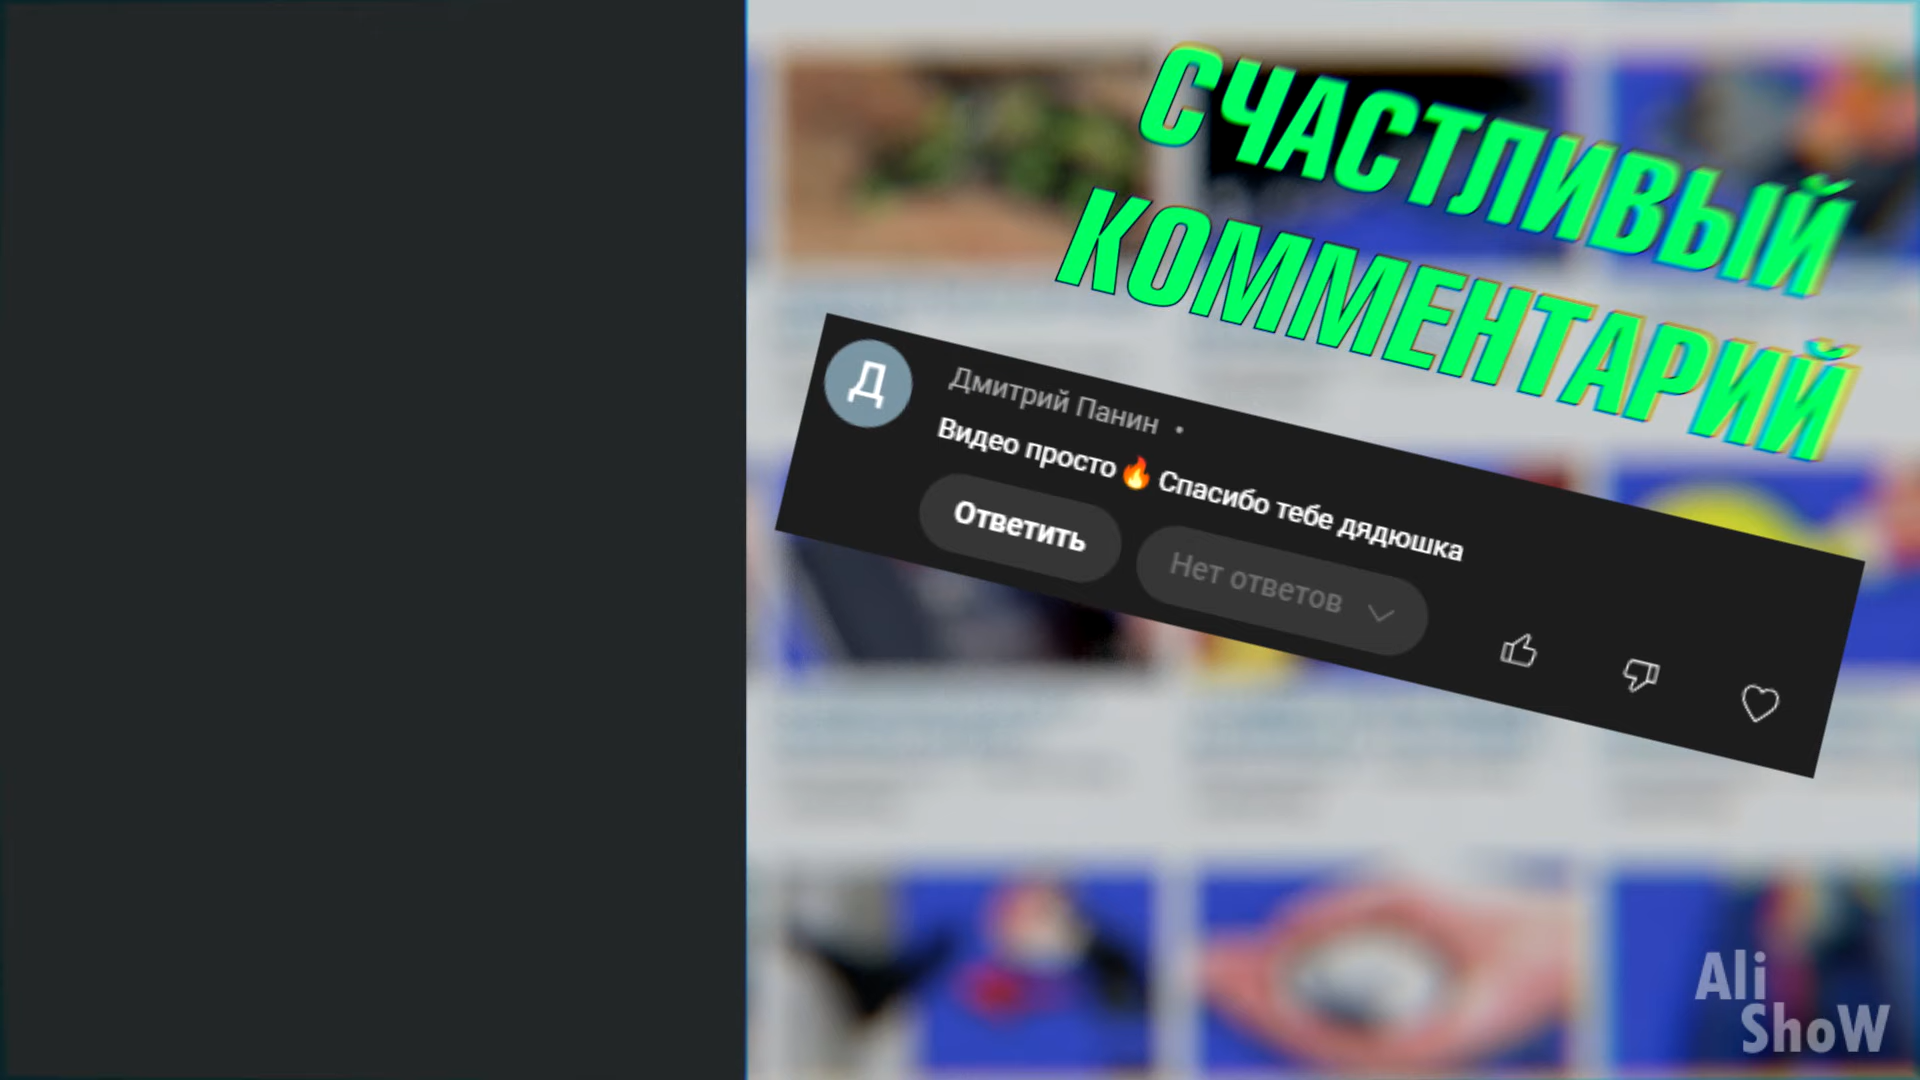 СЧАСТЛИВЫЙ
КОММЕНТАРИЙ
Д
Дмитрий Панин •
Видео просто🔥Спасибо тебе дядюшка
Ответить
Нет ответов
Ali
ShoW